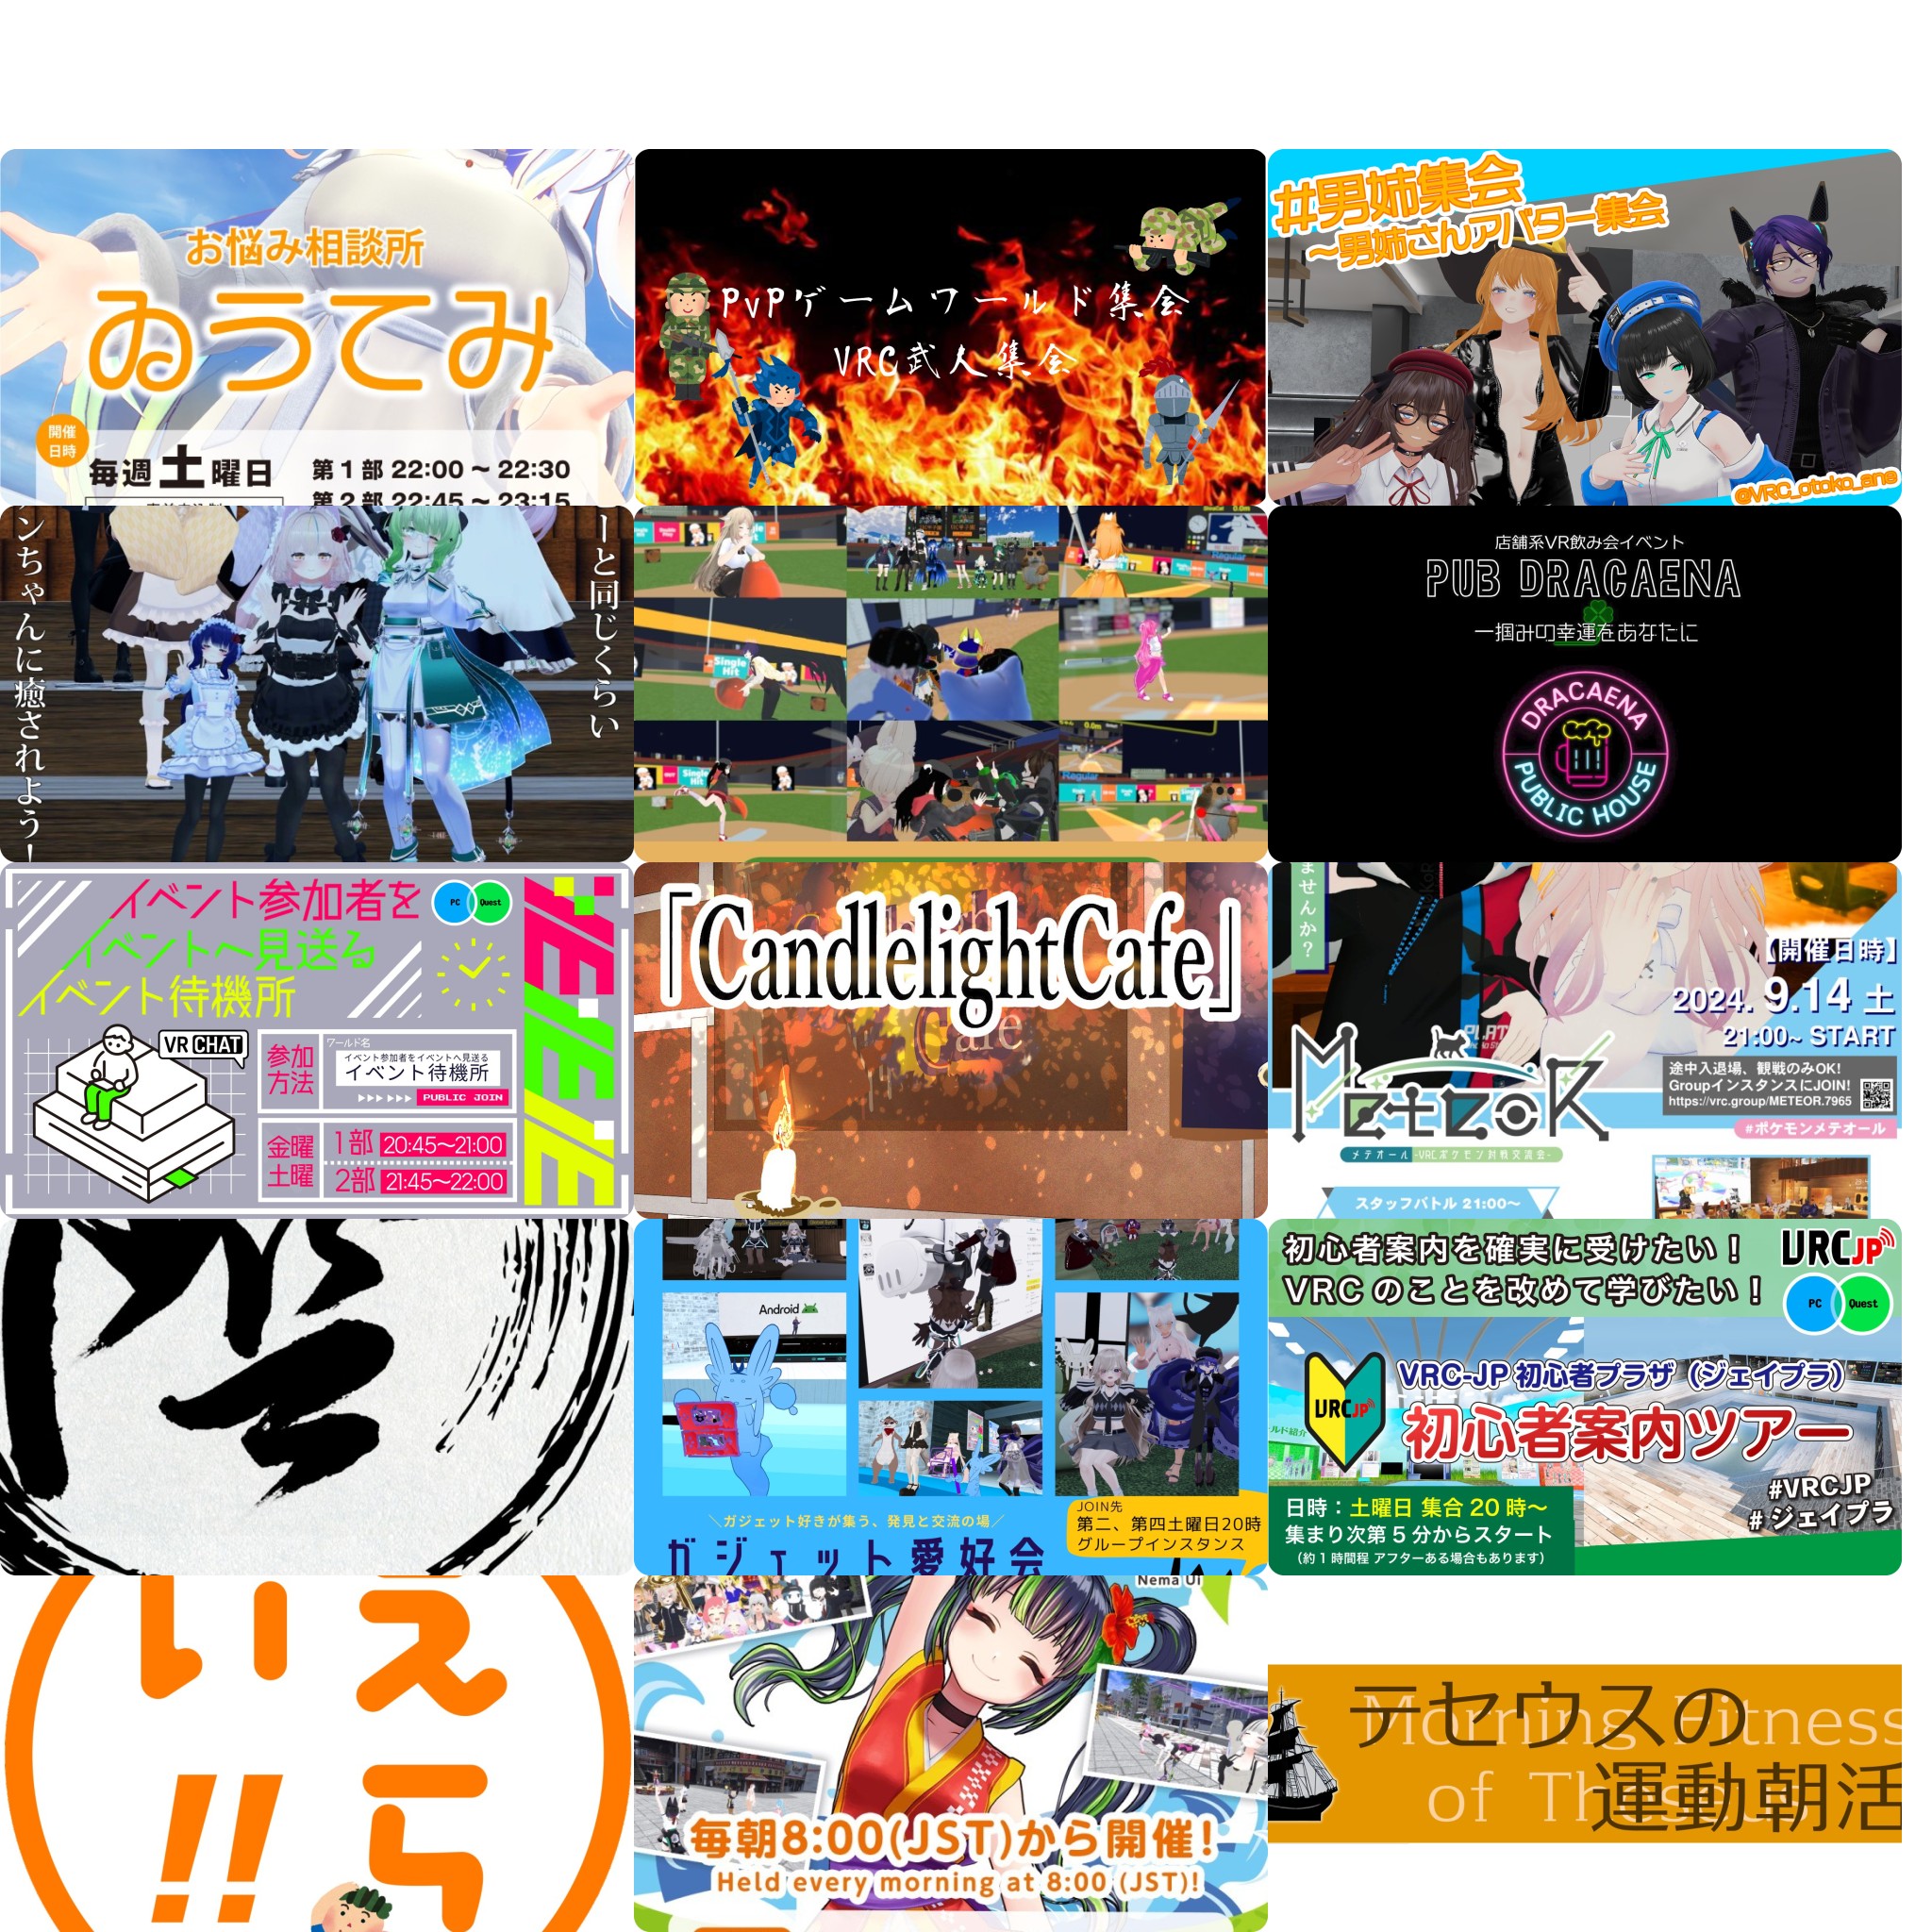 お悩み相談所
ゐうてみ
開催
日時
毎週土曜日
第1部 22:00 ~ 22:30
第2部 22:45 ~ 23:15
PvPゲームワールド集会
VRC武人集会
#男姉集会
~男姉さんアバター集会
@VRC_otoko_ane
ーと同じくらい
ンちゃんに癒されよう!
Single
Hit
Regular
店舗系VR飲み会イベント
PUB DRACAENA
一掴みの幸運をあなたに
DRACAENA
PUBLIC HOUSE
イベント参加者を
イベントへ見送る
イベント待機所
PC
Quest
VRCHAT
参加
方法
ワールド名
イベント参加者をイベントへ見送る
イベント待機所
PUBLIC JOIN
金曜
土曜
1部 20:45~21:00
2部 21:45~22:00
「CandlelightCafe」
Cafe
ませんか?
【開催日時】
2024. 9.14 土
21:00~ START
途中入退場、観戦のみOK!
GroupインスタンスにJOIN!
https://vrc.group/METEOR.7965
#ポケモンメテオール
MeteoR
メテオール -VRCポケモン対戦交流会-
スタッフバトル 21:00~
Android
JOIN先
第二、第四土曜日20時
グループインスタンス
\ガジェット好きが集う、発見と交流の場/
ガジェット愛好会
初心者案内を確実に受けたい!
VRCのことを改めて学びたい!
VRCJP
PC
Quest
VRC-JP 初心者プラザ(ジェイプラ)
VRCJP
初心者案内ツアー
#VRCJP
#ジェイプラ
日時:土曜日 集合20時~
集まり次第5分からスタート
(約1時間程 アフターある場合もあります)
えら
い!!
Nema UI
毎朝8:00(JST)から開催!
Held every morning at 8:00 (JST)!
テセウスの
運動朝活
Morning Fitness
of Theseus